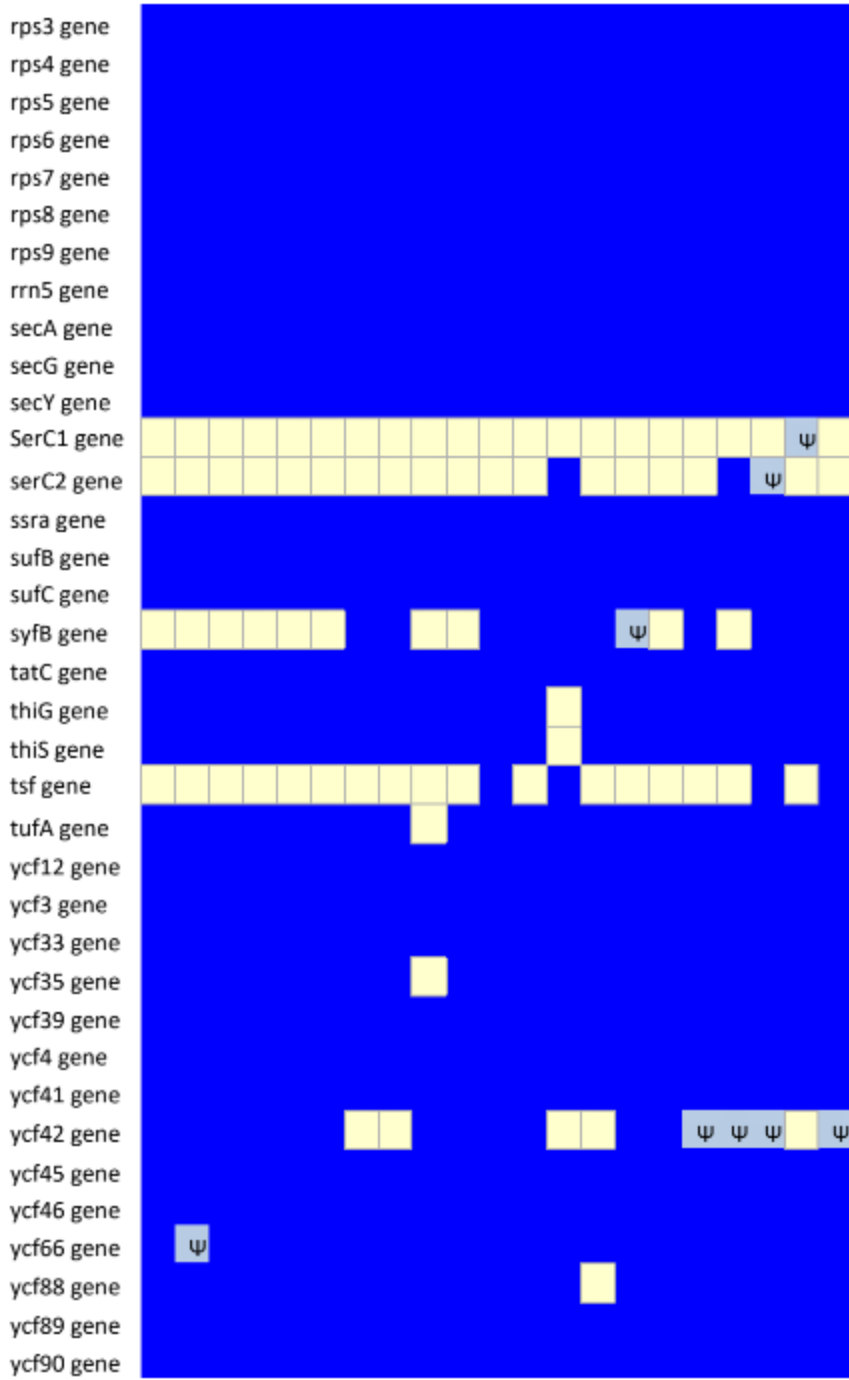 rps3 gene
rps4 gene
rps5 gene
rps6 gene
rps7 gene
rps8 gene
rps9 gene
rrn5 gene
secA gene
secG gene
secY gene
SerC1 gene ψ
serC2 gene ψ
ssra gene
sufB gene
sufC gene
syfB gene ψ
tatC gene
thiG gene
thiS gene
tsf gene
tufA gene
ycf12 gene
ycf3 gene
ycf33 gene
ycf35 gene
ycf39 gene
ycf4 gene
ycf41 gene
ycf42 gene ψ ψ ψ ψ
ycf45 gene
ycf46 gene
ycf66 gene ψ
ycf88 gene
ycf89 gene
ycf90 gene